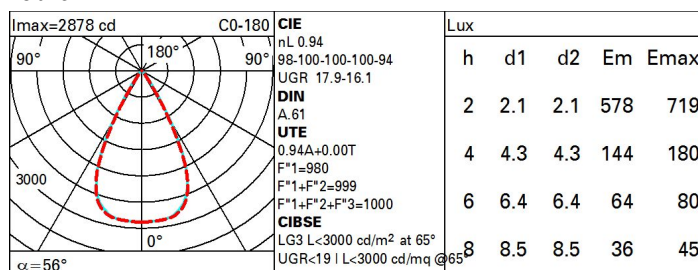 Imax=2878 cd C0-180
90° 180° 90°
3000
0°
α=56°
CIE
nL 0.94
98-100-100-100-94
UGR 17.9-16.1
DIN
A.61
UTE
0.94A+0.00T
F"1=980
F"1+F"2=999
F"1+F"2+F"3=1000
CIBSE
LG3 L<3000 cd/m² at 65°
UGR<19 | L<3000 cd/mq @65°
Lux
h d1 d2 Em Emax
2 2.1 2.1 578 719
4 4.3 4.3 144 180
6 6.4 6.4 64 80
8 8.5 8.5 36 45